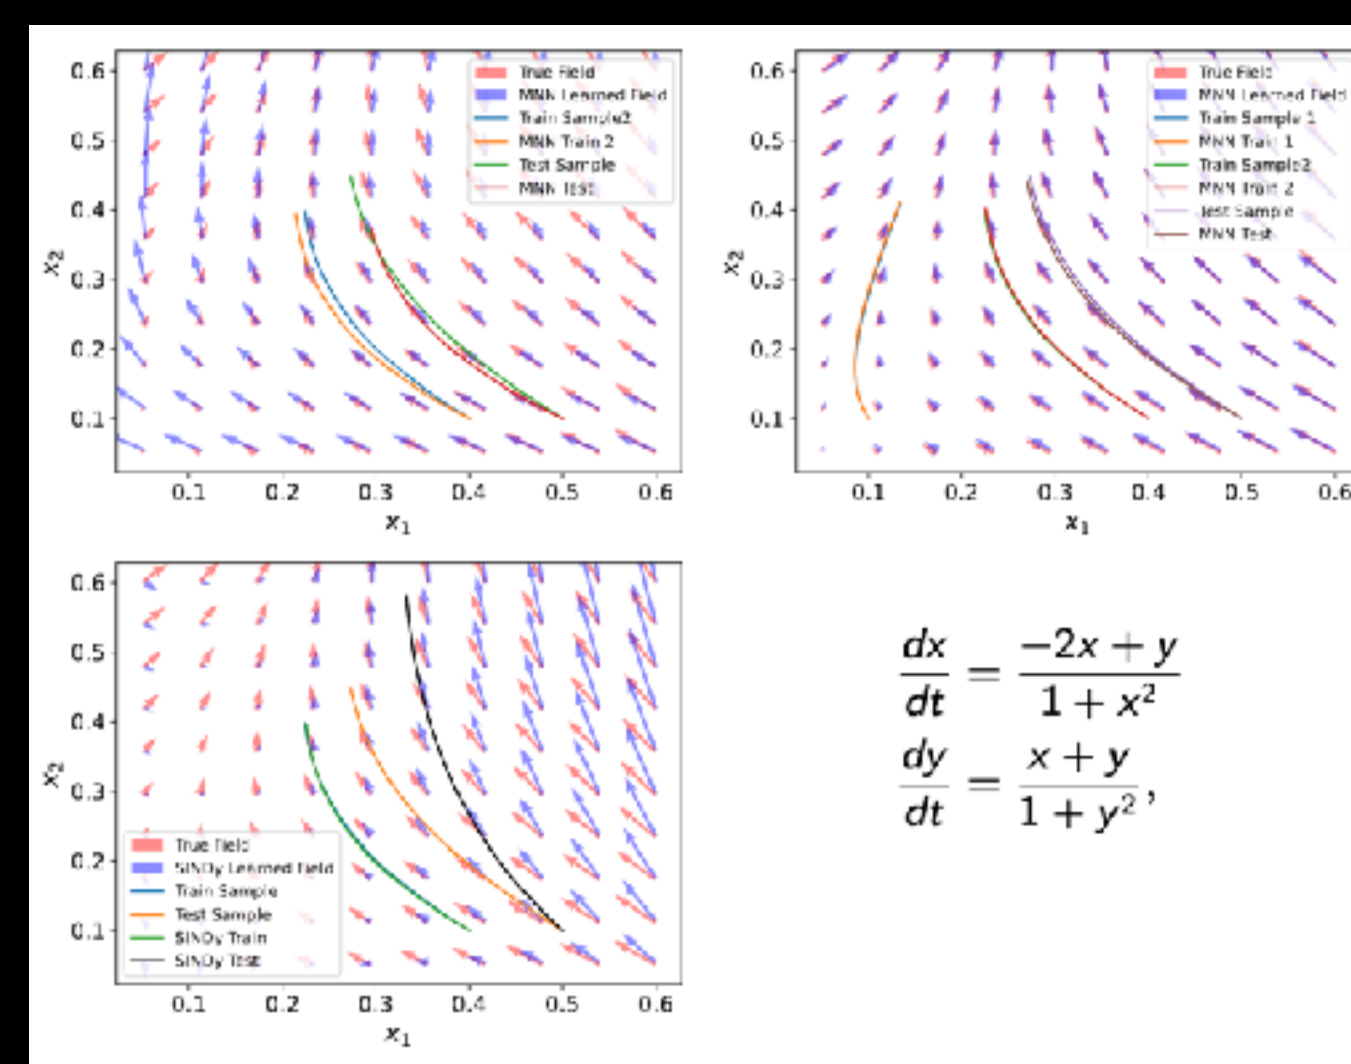 0.6
0.5
0.4
0.3
0.2
0.1
x₂
True Field
MNN Learned Field
Train Sample2
MNN Train 2
Test Sample
MNN Test
0.1 0.2 0.3 0.4 0.5 0.6
x₁
0.6
0.5
0.4
0.3
0.2
0.1
x₂
True Field
MNN Learned Field
Train Sample 1
MNN Train 1
Train Sample2
MNN Train 2
Test Sample
MNN Test
0.1 0.2 0.3 0.4 0.5 0.6
x₁
0.6
0.5
0.4
0.3
0.2
0.1
x₂
True Field
SINDy Learned Field
Train Sample
Test Sample
SINDy Train
SINDy Test
0.1 0.2 0.3 0.4 0.5 0.6
x₁
dx/dt = (−2x + y)/(1 + x²)
dy/dt = (x + y)/(1 + y²),